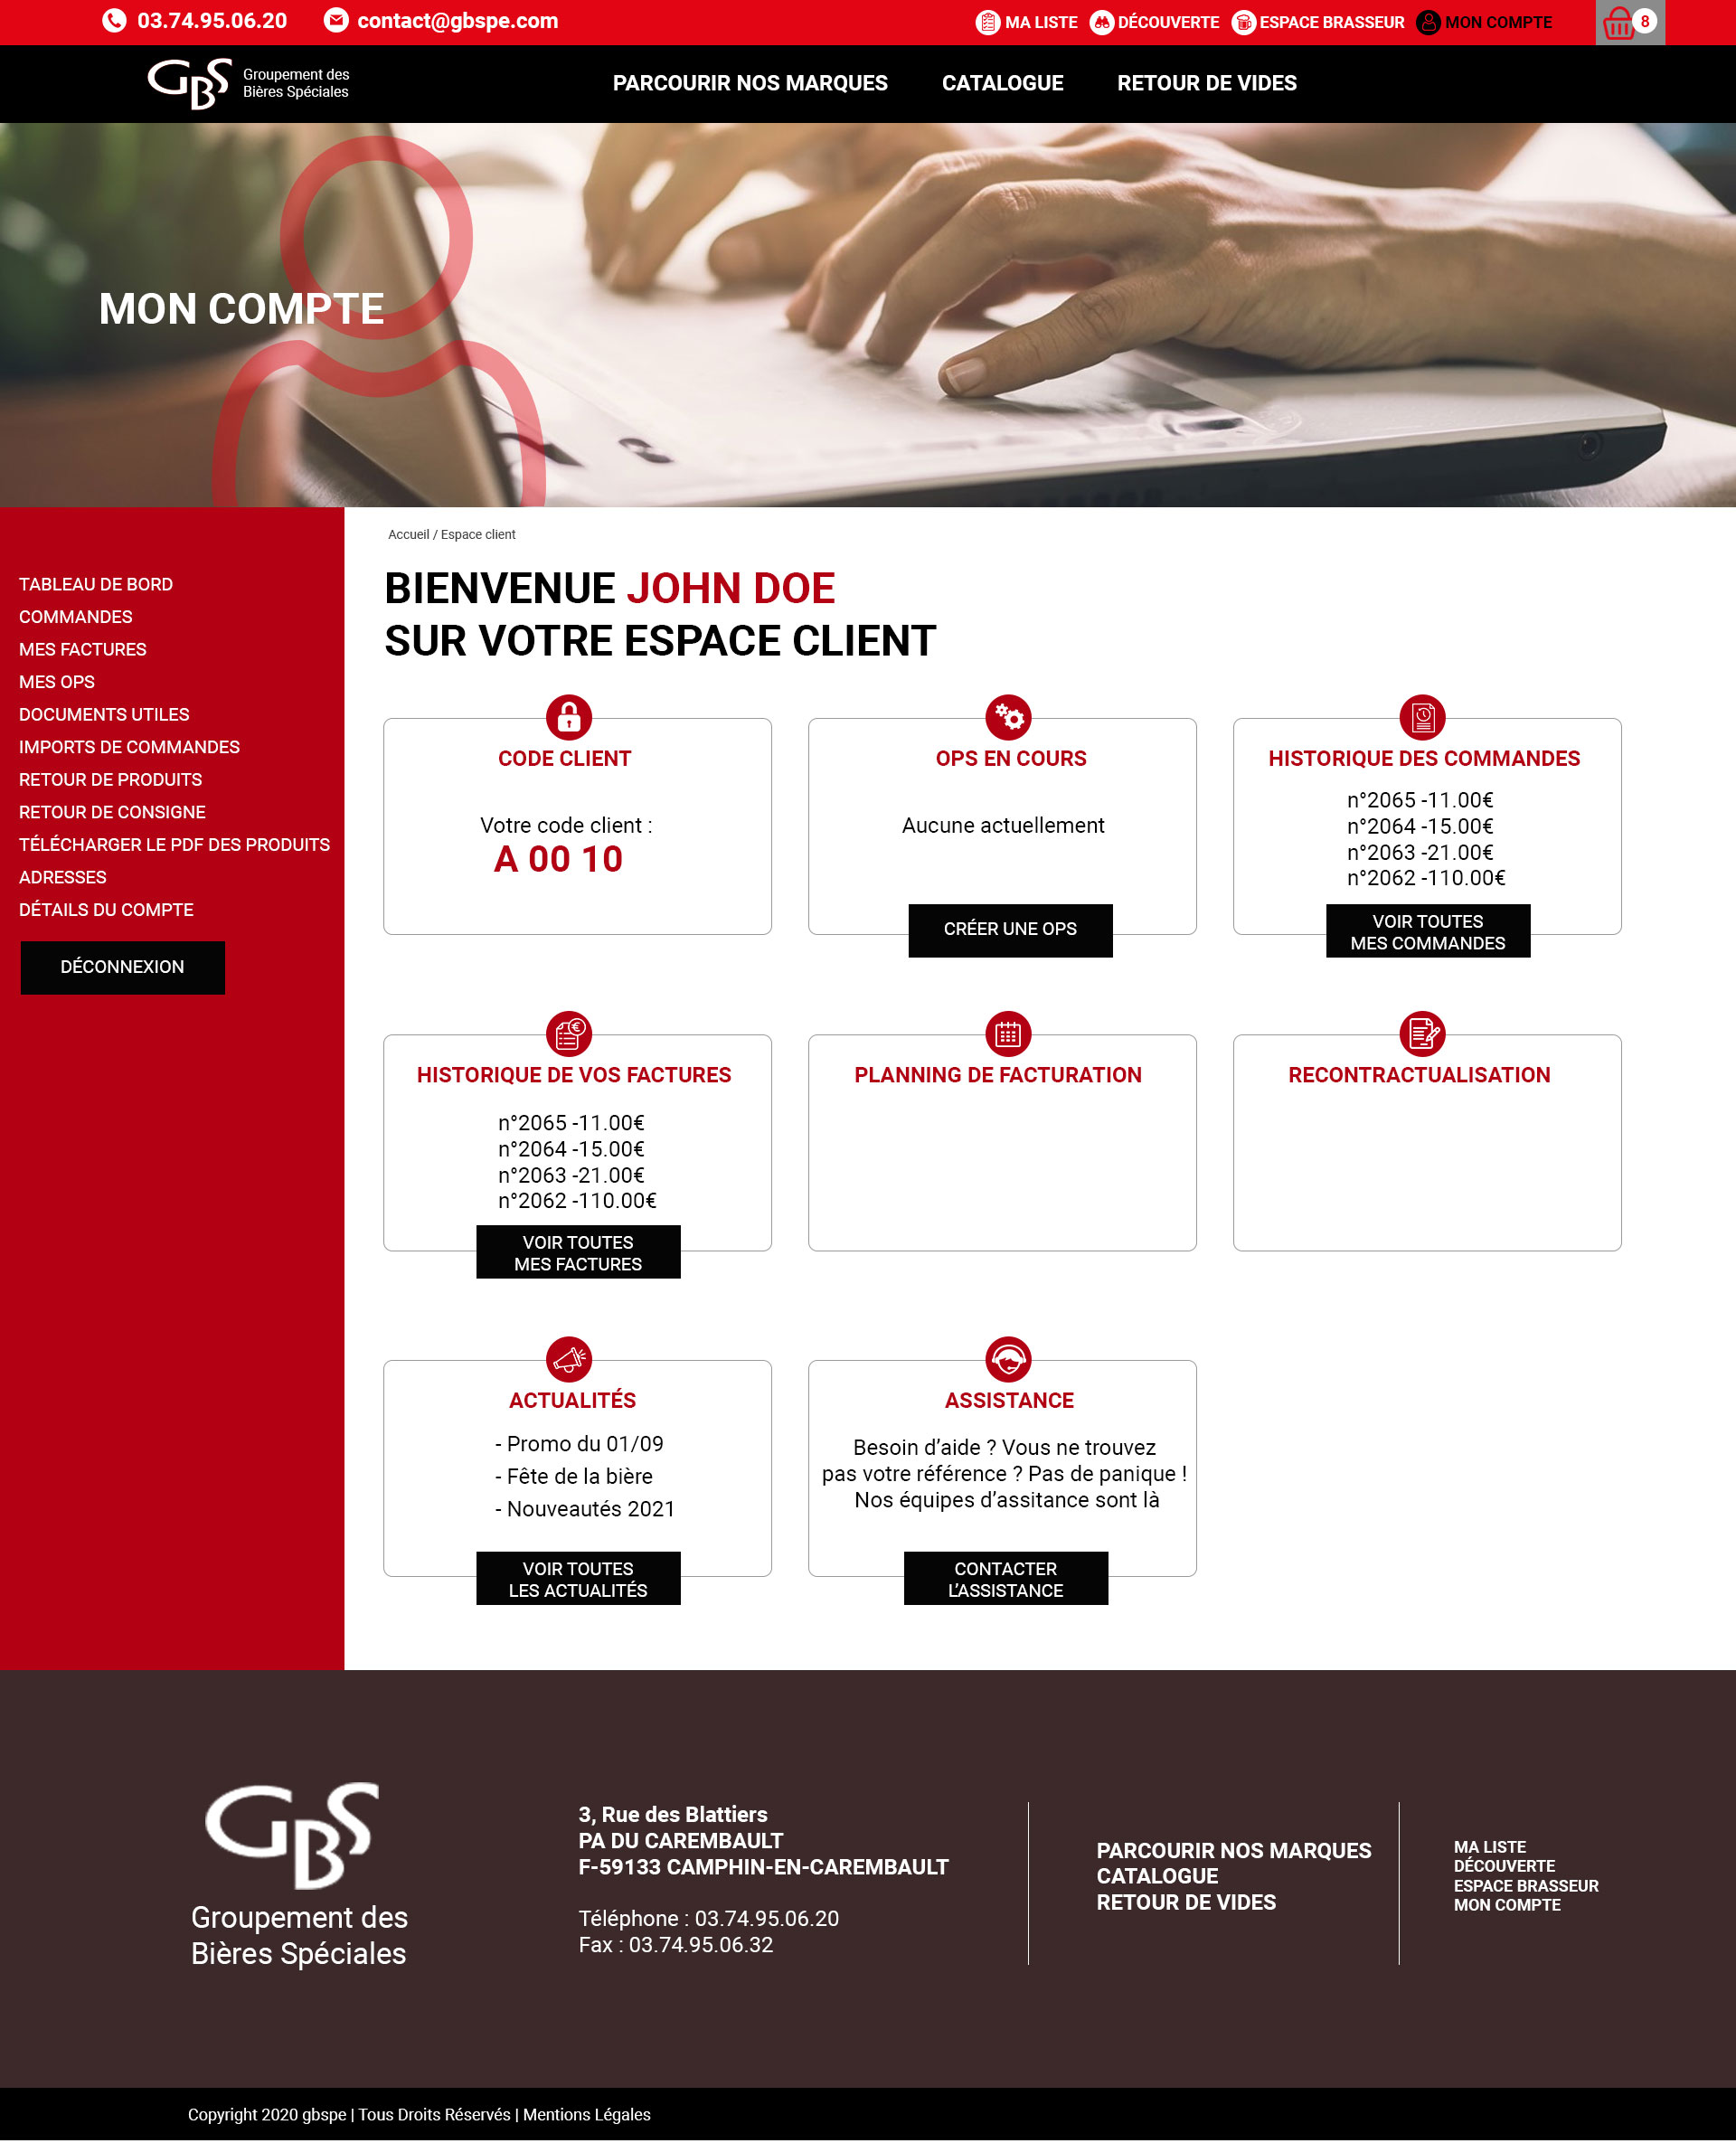 03.74.95.06.20
contact@gbspe.com
MA LISTE
DÉCOUVERTE
ESPACE BRASSEUR
MON COMPTE
8
GBS
Groupement des
Bières Spéciales
PARCOURIR NOS MARQUES
CATALOGUE
RETOUR DE VIDES
MON COMPTE
TABLEAU DE BORD
COMMANDES
MES FACTURES
MES OPS
DOCUMENTS UTILES
IMPORTS DE COMMANDES
RETOUR DE PRODUITS
RETOUR DE CONSIGNE
TÉLÉCHARGER LE PDF DES PRODUITS
ADRESSES
DÉTAILS DU COMPTE
DÉCONNEXION
Accueil / Espace client
BIENVENUE JOHN DOE
SUR VOTRE ESPACE CLIENT
CODE CLIENT
Votre code client :
A 00 10
OPS EN COURS
Aucune actuellement
CRÉER UNE OPS
HISTORIQUE DES COMMANDES
n°2065 -11.00€
n°2064 -15.00€
n°2063 -21.00€
n°2062 -110.00€
VOIR TOUTES
MES COMMANDES
HISTORIQUE DE VOS FACTURES
n°2065 -11.00€
n°2064 -15.00€
n°2063 -21.00€
n°2062 -110.00€
VOIR TOUTES
MES FACTURES
PLANNING DE FACTURATION
RECONTRACTUALISATION
ACTUALITÉS
- Promo du 01/09
- Fête de la bière
- Nouveautés 2021
VOIR TOUTES
LES ACTUALITÉS
ASSISTANCE
Besoin d’aide ? Vous ne trouvez
pas votre référence ? Pas de panique !
Nos équipes d’assitance sont là
CONTACTER
L’ASSISTANCE
GBS
Groupement des
Bières Spéciales
3, Rue des Blattiers
PA DU CAREMBAULT
F-59133 CAMPHIN-EN-CAREMBAULT
Téléphone : 03.74.95.06.20
Fax : 03.74.95.06.32
PARCOURIR NOS MARQUES
CATALOGUE
RETOUR DE VIDES
MA LISTE
DÉCOUVERTE
ESPACE BRASSEUR
MON COMPTE
Copyright 2020 gbspe | Tous Droits Réservés | Mentions Légales